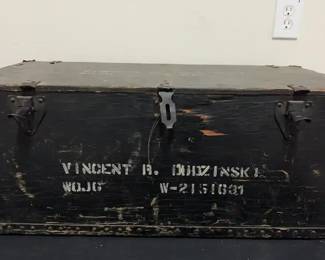 VINCENT R. DUDZINSKI
WOJG W-2151631